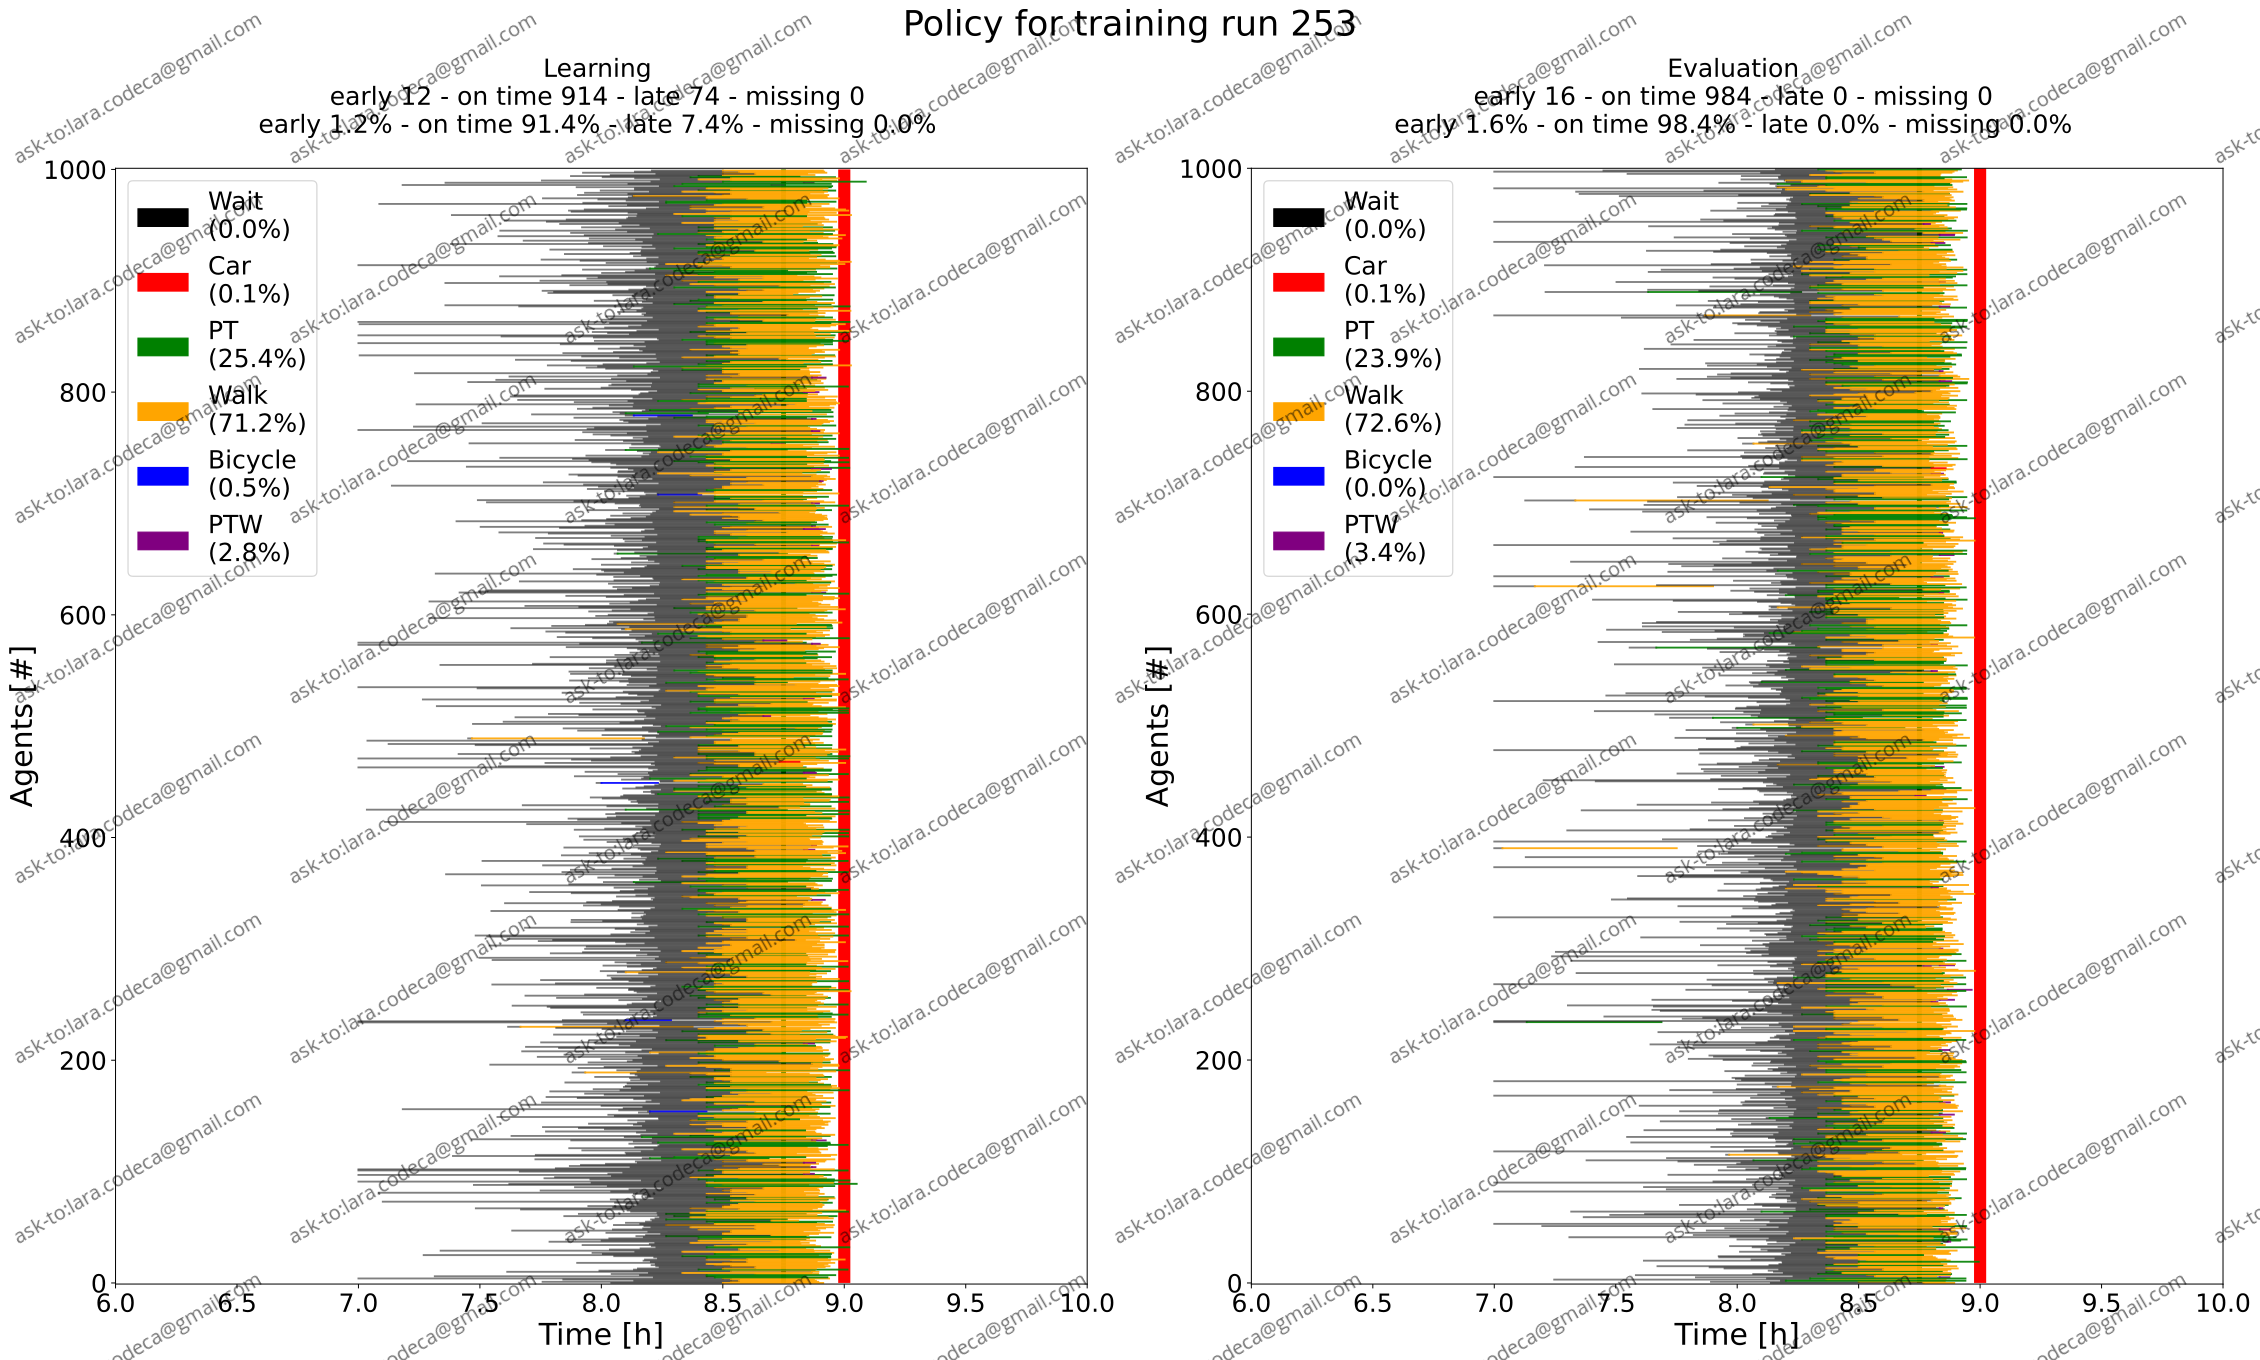 Policy for training run 253
Learning
early 12 - on time 914 - late 74 - missing 0
early 1.2% - on time 91.4% - late 7.4% - missing 0.0%
1000
800
600
400
200
0
Agents [#]
Wait
(0.0%)
Car
(0.1%)
PT
(25.4%)
Walk
(71.2%)
Bicycle
(0.5%)
PTW
(2.8%)
6.0 6.5 7.0 7.5 8.0 8.5 9.0 9.5 10.0
Time [h]
Evaluation
early 16 - on time 984 - late 0 - missing 0
early 1.6% - on time 98.4% - late 0.0% - missing 0.0%
1000
800
600
400
200
0
Agents [#]
Wait
(0.0%)
Car
(0.1%)
PT
(23.9%)
Walk
(72.6%)
Bicycle
(0.0%)
PTW
(3.4%)
6.0 6.5 7.0 7.5 8.0 8.5 9.0 9.5 10.0
Time [h]
ask-to:lara.codeca@gmail.com